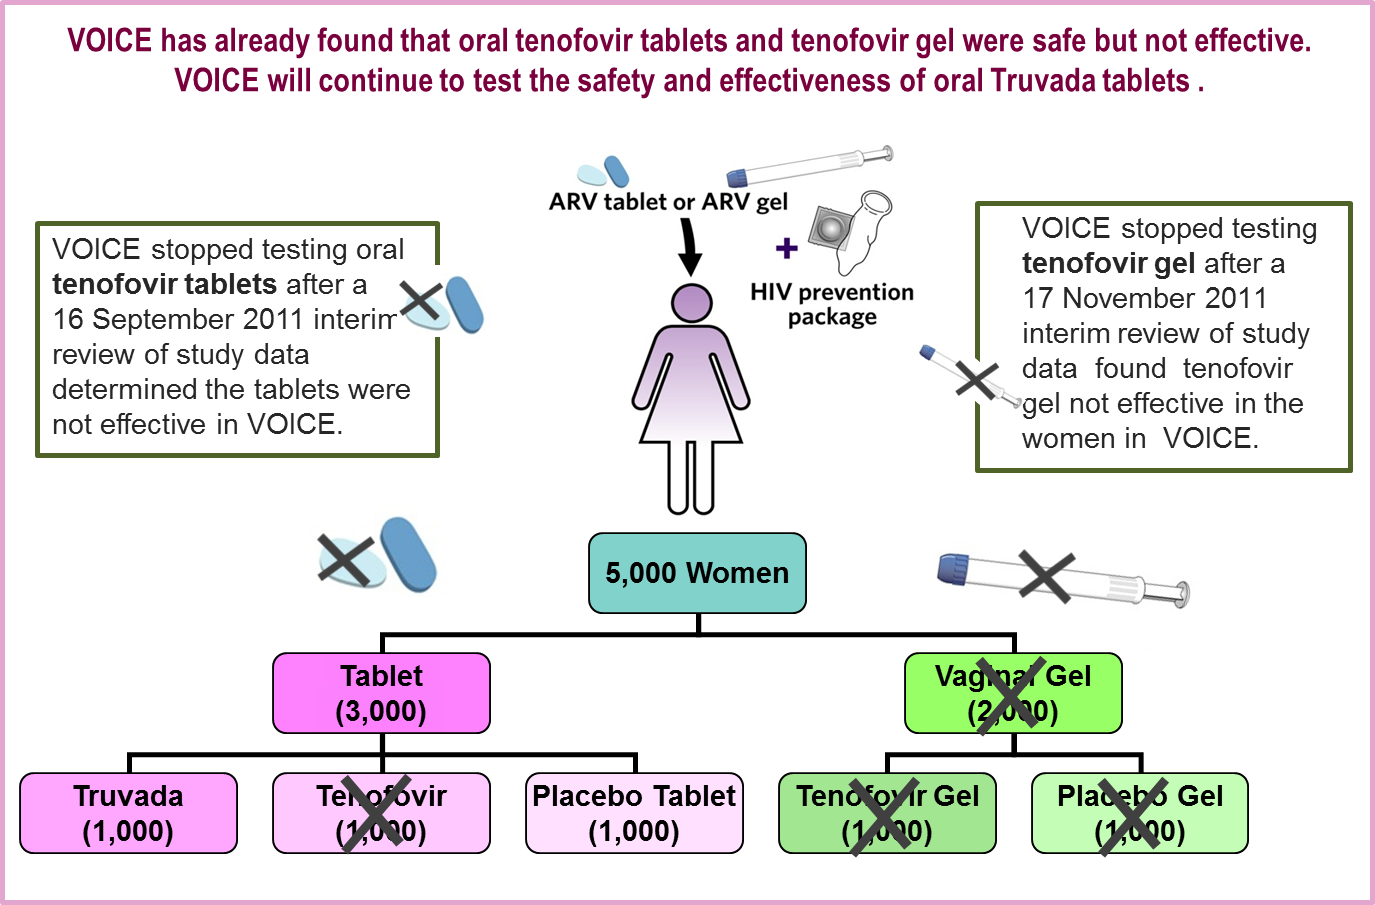 VOICE has already found that oral tenofovir tablets and tenofovir gel were safe but not effective.
VOICE will continue to test the safety and effectiveness of oral Truvada tablets .
ARV tablet or ARV gel
+
HIV prevention
package
VOICE stopped testing oral
tenofovir tablets after a
16 September 2011 interim
review of study data
determined the tablets were
not effective in VOICE.
VOICE stopped testing
tenofovir gel after a
17 November 2011
interim review of study
data found tenofovir
gel not effective in the
women in VOICE.
5,000 Women
Tablet
(3,000)
Vaginal Gel
(2,000)
Truvada
(1,000)
Tenofovir
(1,000)
Placebo Tablet
(1,000)
Tenofovir Gel
(1,000)
Placebo Gel
(1,000)